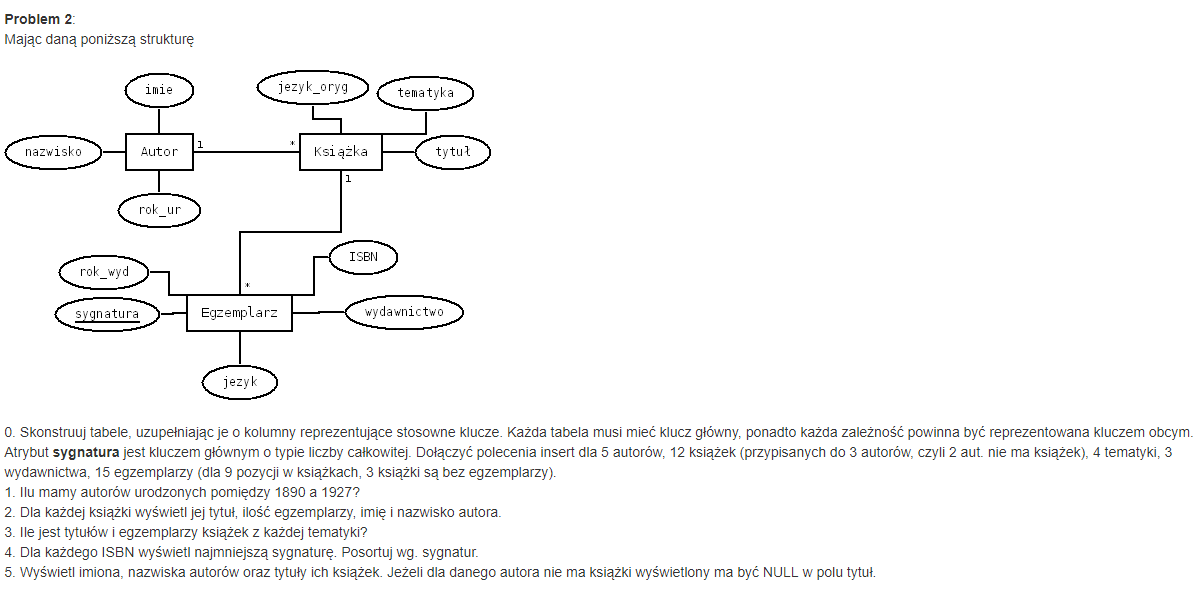 Problem 2:
Mając daną poniższą strukturę
imie
jezyk_oryg
tematyka
nazwisko
Autor
1
*
Książka
tytuł
1
rok_ur
ISBN
rok_wyd
*
sygnatura
Egzemplarz
wydawnictwo
jezyk
0. Skonstruuj tabele, uzupełniając je o kolumny reprezentujące stosowne klucze. Każda tabela musi mieć klucz główny, ponadto każda zależność powinna być reprezentowana kluczem obcym.
Atrybut sygnatura jest kluczem głównym o typie liczby całkowitej. Dołączyć polecenia insert dla 5 autorów, 12 książek (przypisanych do 3 autorów, czyli 2 aut. nie ma książek), 4 tematyki, 3
wydawnictwa, 15 egzemplarzy (dla 9 pozycji w książkach, 3 książki są bez egzemplarzy).
1. Ilu mamy autorów urodzonych pomiędzy 1890 a 1927?
2. Dla każdej książki wyświetl jej tytuł, ilość egzemplarzy, imię i nazwisko autora.
3. Ile jest tytułów i egzemplarzy książek z każdej tematyki?
4. Dla każdego ISBN wyświetl najmniejszą sygnaturę. Posortuj wg. sygnatur.
5. Wyświetl imiona, nazwiska autorów oraz tytuły ich książek. Jeżeli dla danego autora nie ma książki wyświetlony ma być NULL w polu tytuł.